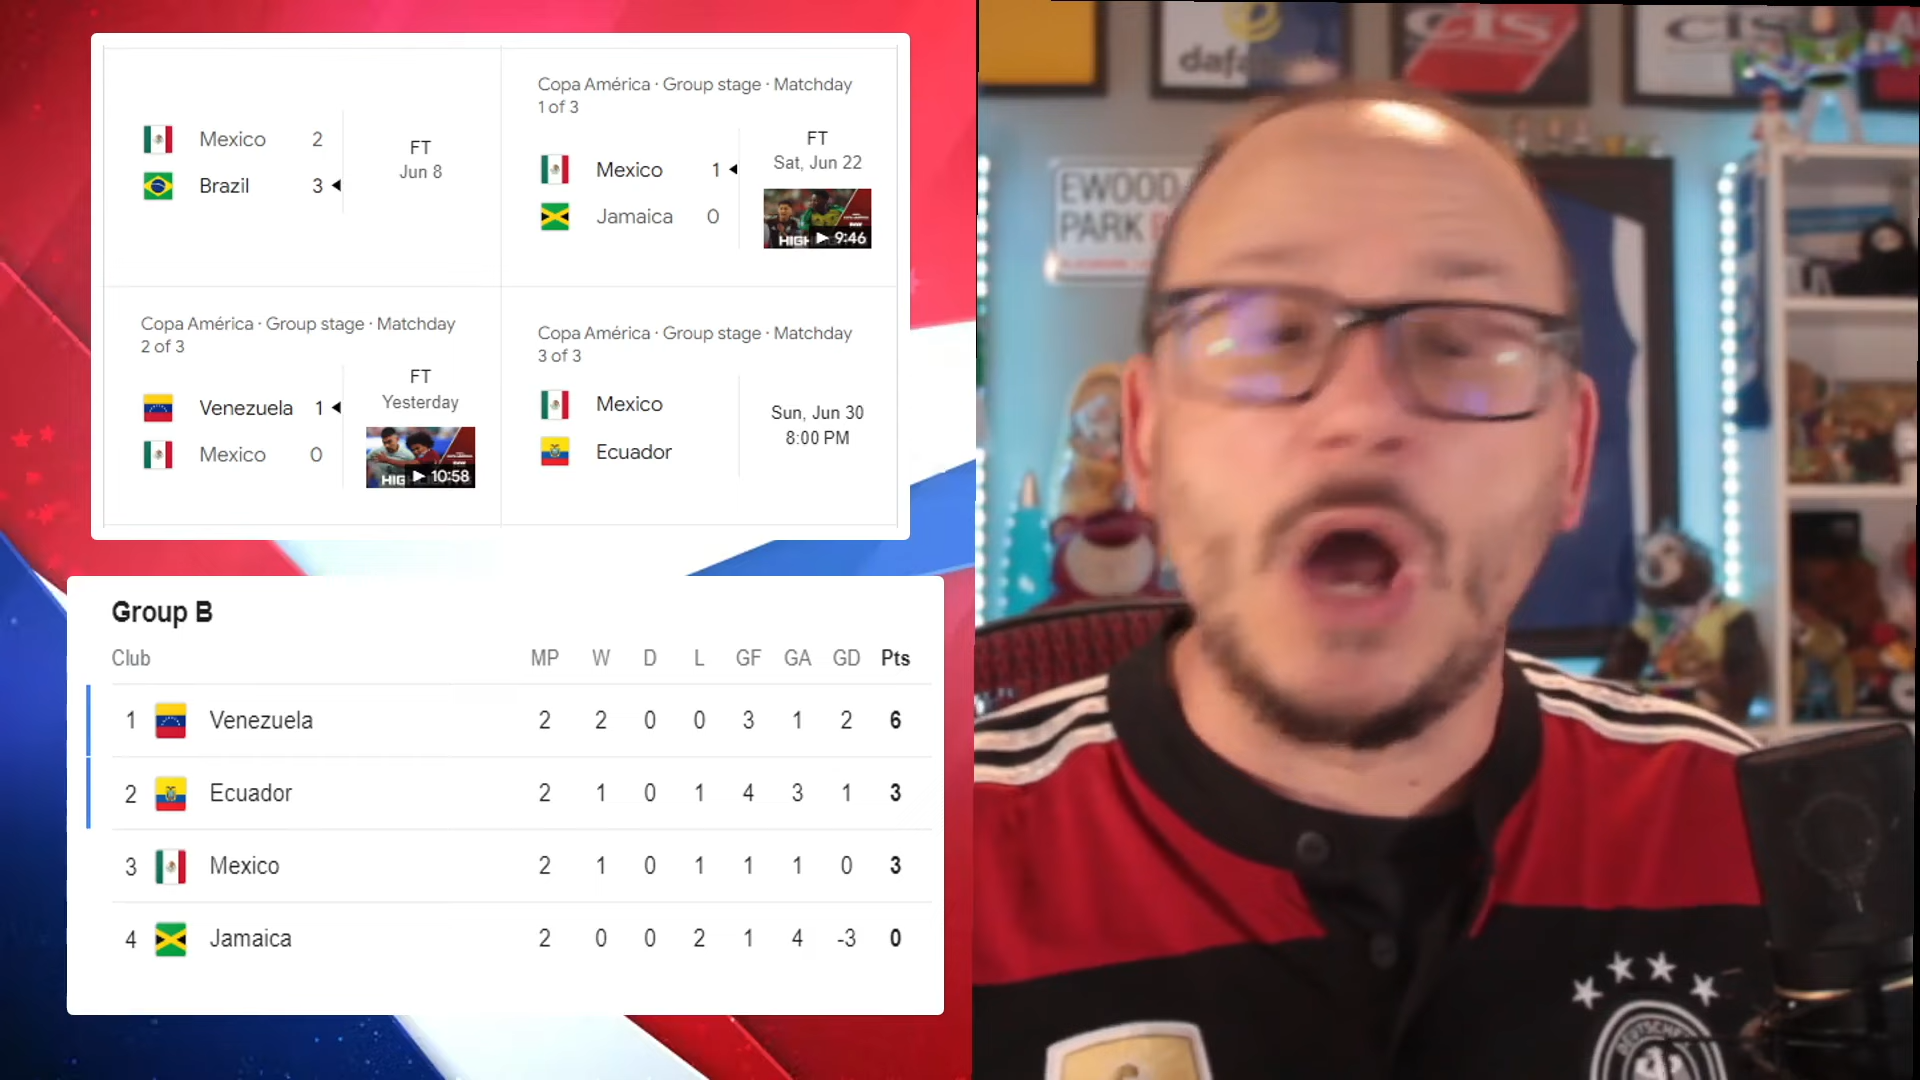 Mexico 2
Brazil 3
FT
Jun 8
Copa América · Group stage · Matchday
1 of 3
Mexico 1
Jamaica 0
FT
Sat, Jun 22
HIGH 9:46
Copa América · Group stage · Matchday
2 of 3
Venezuela 1
Mexico 0
FT
Yesterday
10:58
Copa América · Group stage · Matchday
3 of 3
Mexico
Ecuador
Sun, Jun 30
8:00 PM
Group B
Club MP W D L GF GA GD Pts
1 Venezuela 2 2 0 0 3 1 2 6
2 Ecuador 2 1 0 1 4 3 1 3
3 Mexico 2 1 0 1 1 1 0 3
4 Jamaica 2 0 0 2 1 4 -3 0
dafa
CIS
CIS
EWOOD
PARK
DEUTSCHER